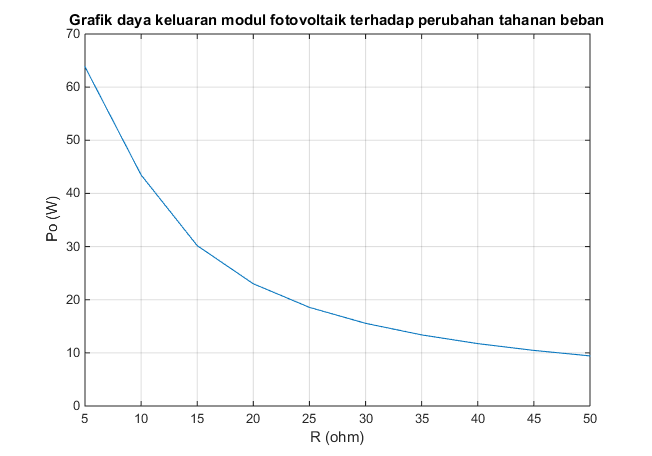 Grafik daya keluaran modul fotovoltaik terhadap perubahan tahanan beban
70
60
50
40
30
20
10
0
Po (W)
5 10 15 20 25 30 35 40 45 50
R (ohm)